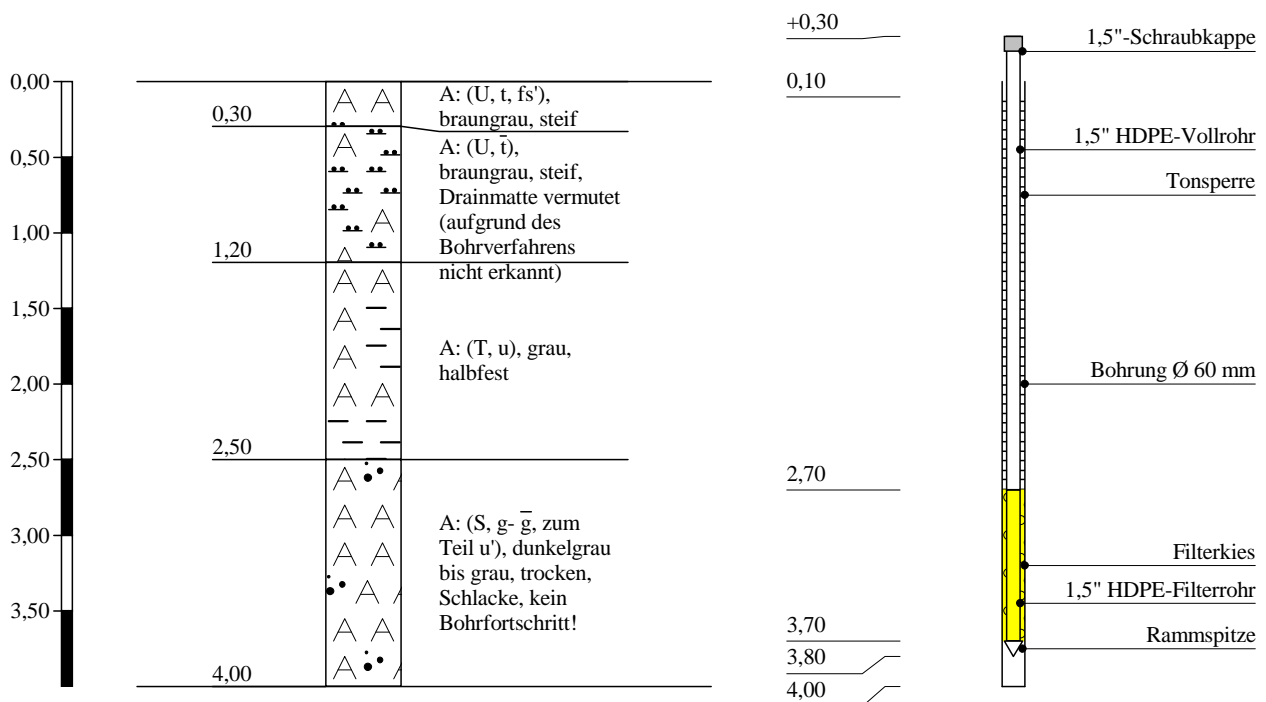 0,00
0,50
1,00
1,50
2,00
2,50
3,00
3,50
0,30
1,20
2,50
4,00
A: (U, t, fs'),
braungrau, steif
A: (U, t̅),
braungrau, steif,
Drainmatte vermutet
(aufgrund des
Bohrverfahrens
nicht erkannt)
A: (T, u), grau,
halbfest
A: (S, g- g̅, zum
Teil u'), dunkelgrau
bis grau, trocken,
Schlacke, kein
Bohrfortschritt!
+0,30
0,10
2,70
3,70
3,80
4,00
1,5"-Schraubkappe
1,5" HDPE-Vollrohr
Tonsperre
Bohrung Ø 60 mm
Filterkies
1,5" HDPE-Filterrohr
Rammspitze